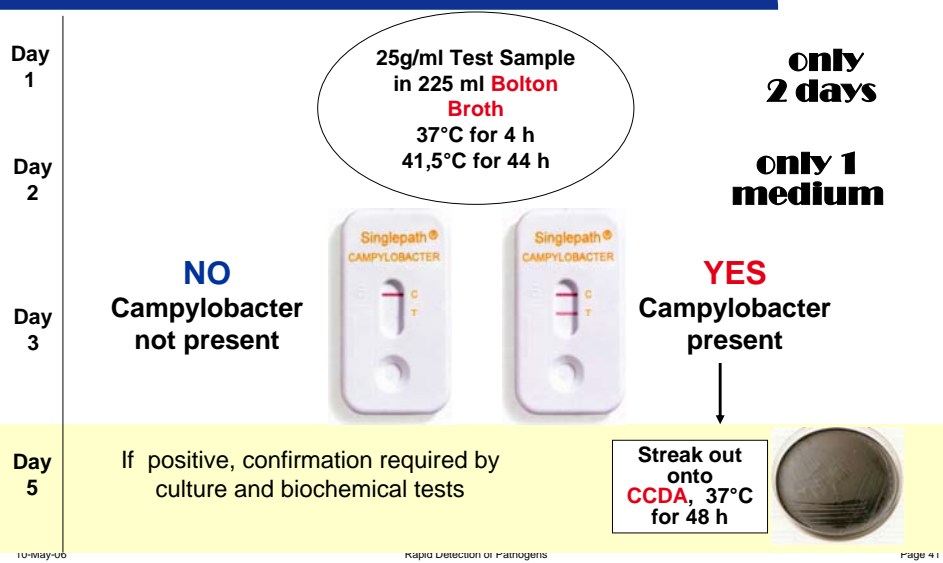 Day
1
25g/ml Test Sample
in 225 ml Bolton
Broth
37°C for 4 h
41,5°C for 44 h
only
2 days
Day
2
only 1
medium
Singlepath®
CAMPYLOBACTER
C
T
Singlepath®
CAMPYLOBACTER
C
T
NO
Campylobacter
not present
YES
Campylobacter
present
Day
3
Day
5
If positive, confirmation required by
culture and biochemical tests
Streak out
onto
CCDA, 37°C
for 48 h
10-May-06
Rapid Detection of Pathogens
Page 41